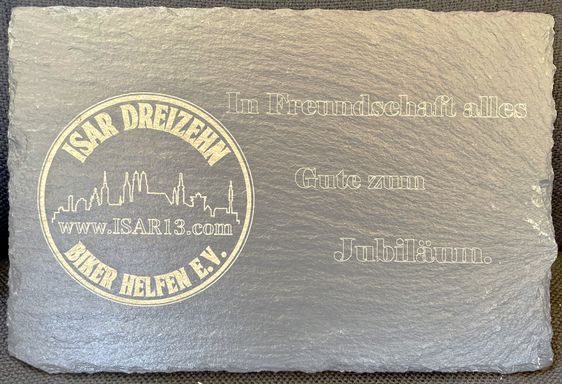 ISAR DREIZEHN
www.ISAR13.com
BIKER HELFEN E.V.
In Freundschaft alles
Gute zum
Jubiläum.